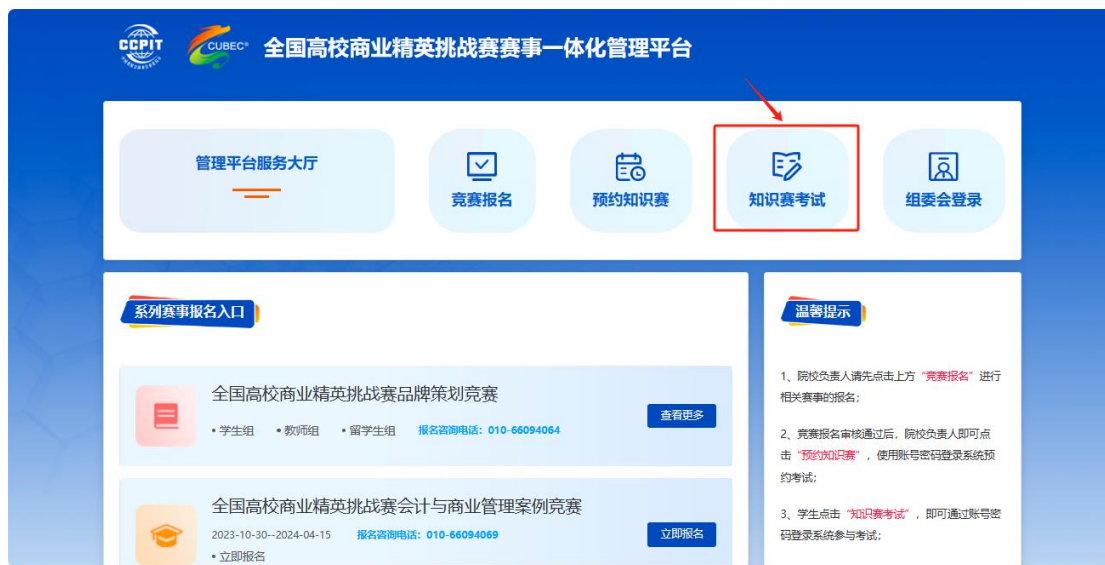 CCPIT
CUBEC
全国高校商业精英挑战赛赛事一体化管理平台
管理平台服务大厅
竞赛报名
预约知识赛
知识赛考试
组委会登录
系列赛事报名入口
全国高校商业精英挑战赛品牌策划竞赛
•学生组 •教师组 •留学生组 报名咨询电话：010-66094064
查看更多
全国高校商业精英挑战赛会计与商业管理案例竞赛
2023-10-30--2024-04-15 报名咨询电话：010-66094069
•立即报名
立即报名
温馨提示
1、院校负责人请先点击上方“竞赛报名”进行
相关赛事的报名；
2、竞赛报名审核通过后，院校负责人即可点
击“预约知识赛”，使用账号密码登录系统预
约考试；
3、学生点击“知识赛考试”，即可通过账号密
码登录系统参与考试；